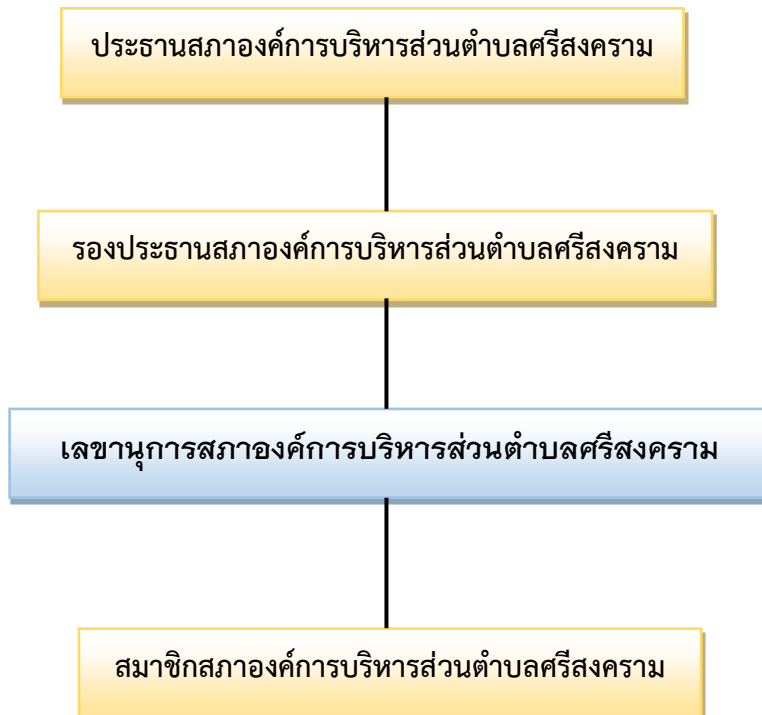 ประธานสภาองค์การบริหารส่วนตำบลศรีสงคราม
รองประธานสภาองค์การบริหารส่วนตำบลศรีสงคราม
เลขานุการสภาองค์การบริหารส่วนตำบลศรีสงคราม
สมาชิกสภาองค์การบริหารส่วนตำบลศรีสงคราม